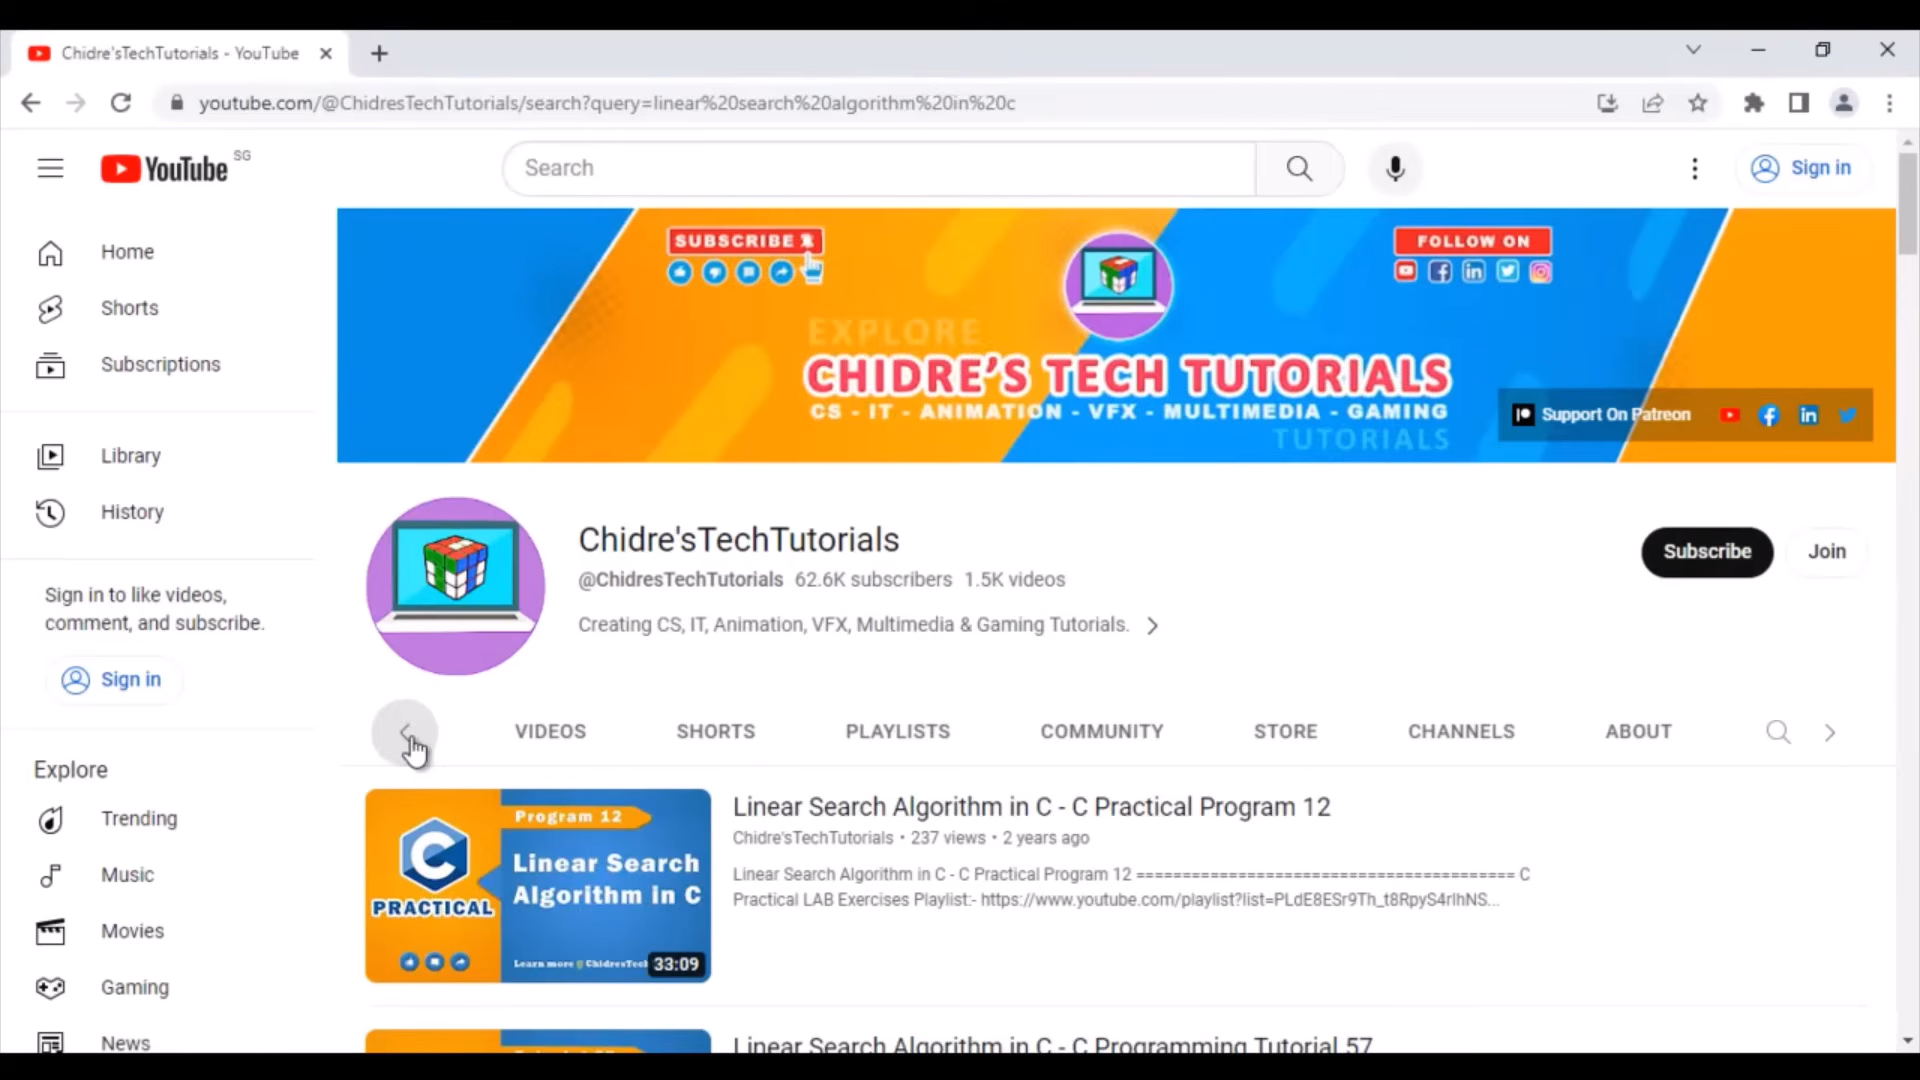 Chidre'sTechTutorials - YouTube
youtube.com/@ChidresTechTutorials/search?query=linear%20search%20algorithm%20in%20c
YouTube SG
Search
Sign in
Home
Shorts
Subscriptions
Library
History
Sign in to like videos,
comment, and subscribe.
Sign in
Explore
Trending
Music
Movies
Gaming
News
SUBSCRIBE
FOLLOW ON
EXPLORE
CHIDRE'S TECH TUTORIALS
CS - IT - ANIMATION - VFX - MULTIMEDIA - GAMING
TUTORIALS
Support On Patreon
Chidre'sTechTutorials
@ChidresTechTutorials 62.6K subscribers 1.5K videos
Creating CS, IT, Animation, VFX, Multimedia & Gaming Tutorials.
Subscribe
Join
VIDEOS SHORTS PLAYLISTS COMMUNITY STORE CHANNELS ABOUT
Program 12
C
PRACTICAL
Linear Search
Algorithm in C
Learn more @ ChidresTec
33:09
Linear Search Algorithm in C - C Practical Program 12
Chidre'sTechTutorials • 237 views • 2 years ago
Linear Search Algorithm in C - C Practical Program 12 ======================================= C
Practical LAB Exercises Playlist:- https://www.youtube.com/playlist?list=PLdE8ESr9Th_t8RpyS4rlhNS...
Linear Search Algorithm in C - C Programming Tutorial 57